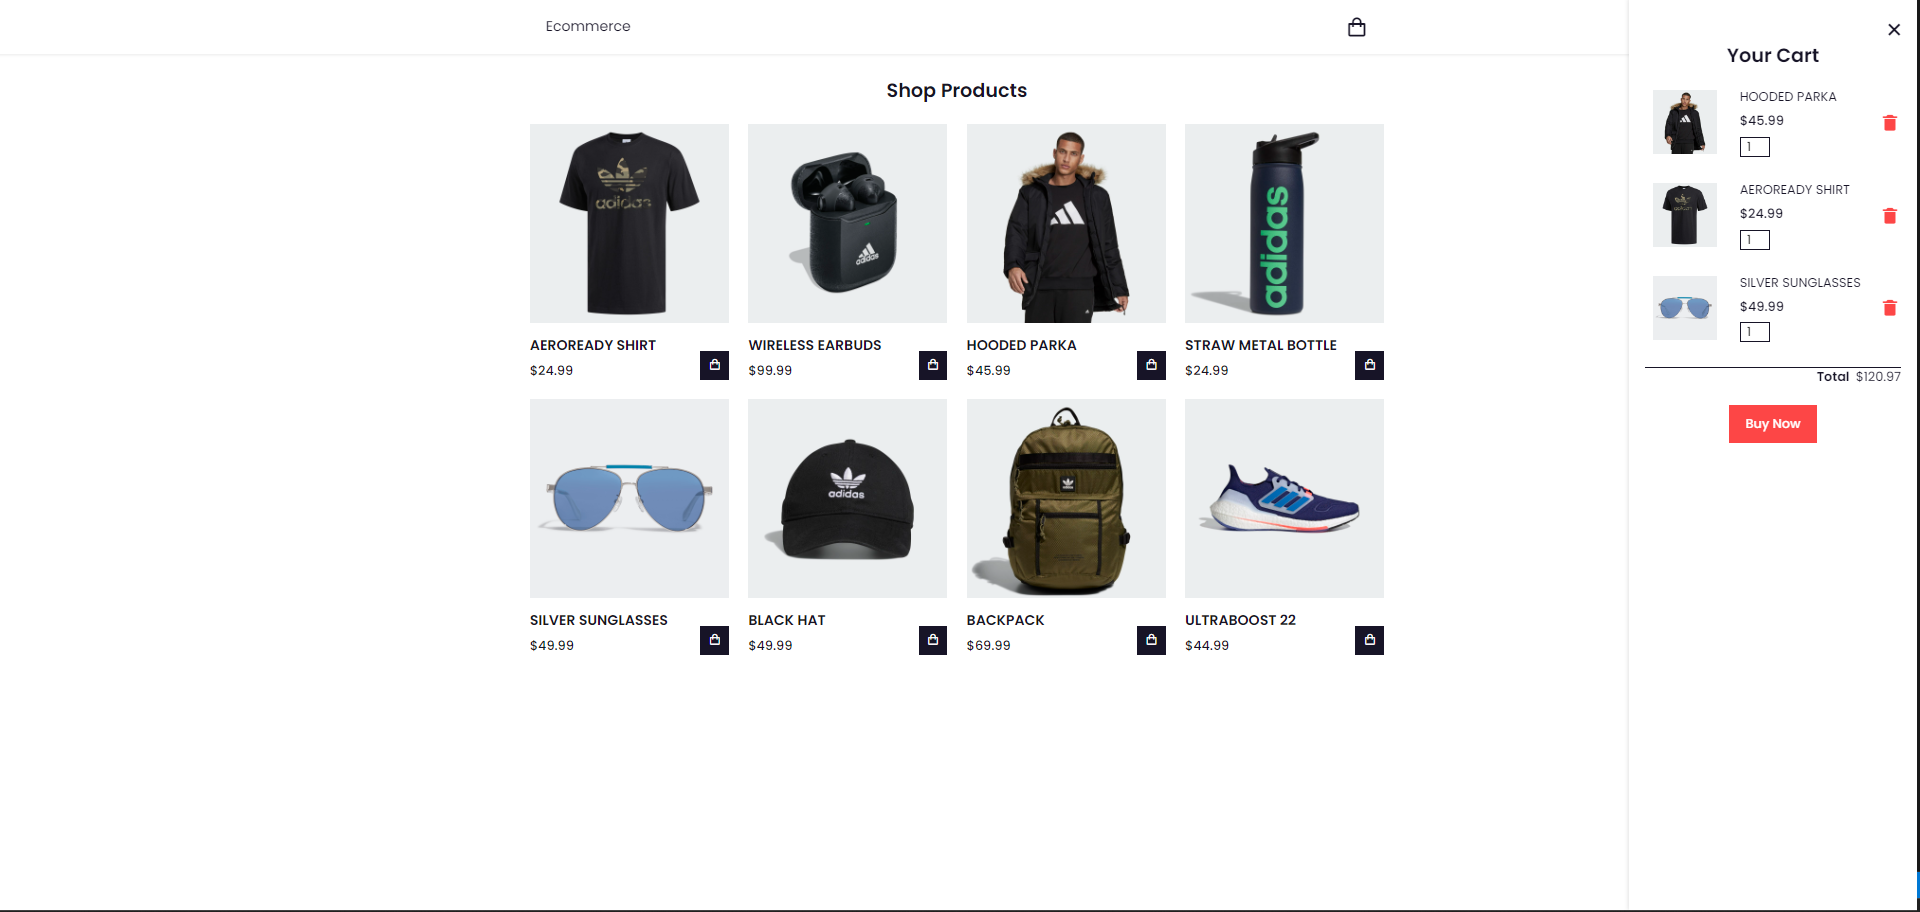 Ecommerce
Shop Products
adidas
adidas
adidas
AEROREADY SHIRT
$24.99
WIRELESS EARBUDS
$99.99
HOODED PARKA
$45.99
STRAW METAL BOTTLE
$24.99
adidas
SILVER SUNGLASSES
$49.99
BLACK HAT
$49.99
BACKPACK
$69.99
ULTRABOOST 22
$44.99
Your Cart
HOODED PARKA
$45.99
1
AEROREADY SHIRT
$24.99
1
SILVER SUNGLASSES
$49.99
1
Total $120.97
Buy Now